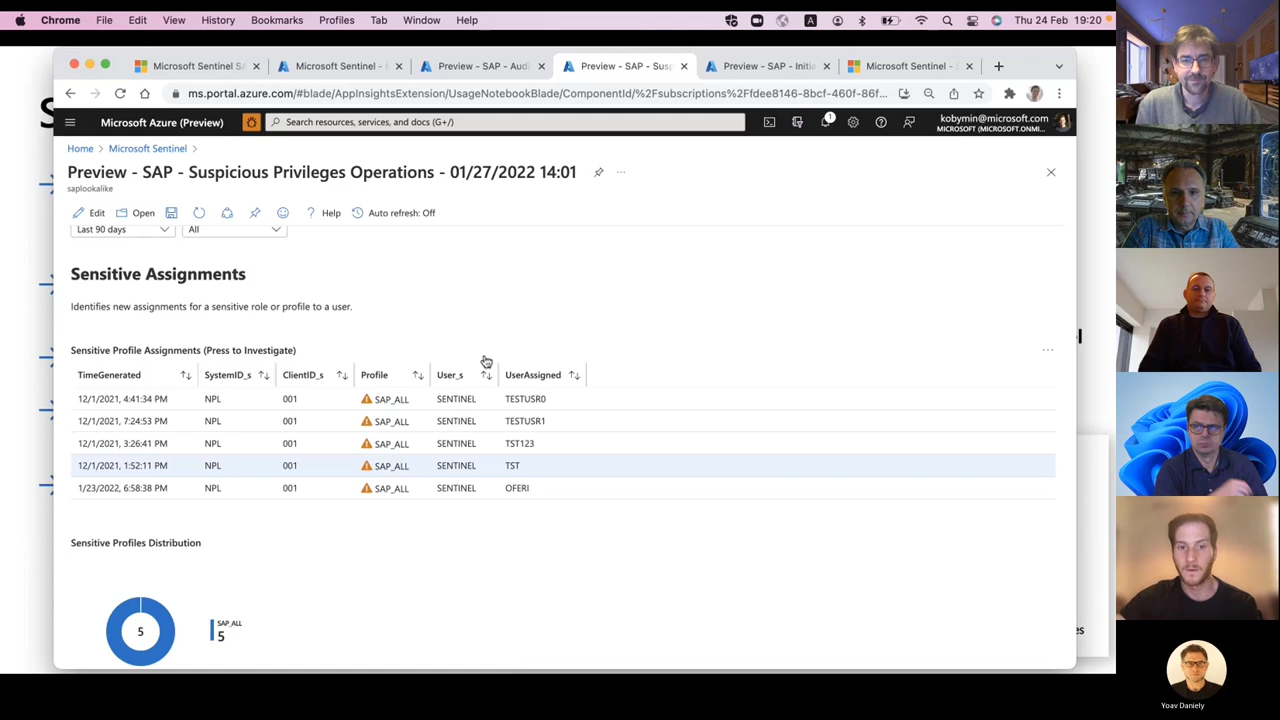 Chrome File Edit View History Bookmarks Profiles Tab Window Help A Thu 24 Feb 19:20
Microsoft Sentinel SA Microsoft Sentinel - Preview - SAP - Audi Preview - SAP - Sus Preview - SAP - Initia Microsoft Sentinel - S
ms.portal.azure.com/#blade/AppInsightsExtension/UsageNotebookBlade/ComponentId/%2Fsubscriptions%2Ffdee8146-8bcf-460f-86f...
Microsoft Azure (Preview) Search resources, services, and docs (G+/) 1 kobymin@microsoft.com
MICROSOFT (MICROSOFT.ONMI...
Home > Microsoft Sentinel >
Preview - SAP - Suspicious Privileges Operations - 01/27/2022 14:01 ...
saplookalike
Edit Open ? Help Auto refresh: Off
Last 90 days All
Sensitive Assignments
Identifies new assignments for a sensitive role or profile to a user.
Sensitive Profile Assignments (Press to Investigate) ...
TimeGenerated SystemID_s ClientID_s Profile User_s UserAssigned
12/1/2021, 4:41:34 PM NPL 001 SAP_ALL SENTINEL TESTUSR0
12/1/2021, 7:24:53 PM NPL 001 SAP_ALL SENTINEL TESTUSR1
12/1/2021, 3:26:41 PM NPL 001 SAP_ALL SENTINEL TST123
12/1/2021, 1:52:11 PM NPL 001 SAP_ALL SENTINEL TST
1/23/2022, 6:58:38 PM NPL 001 SAP_ALL SENTINEL OFERI
Sensitive Profiles Distribution
5
SAP_ALL
5
Yoav Daniely